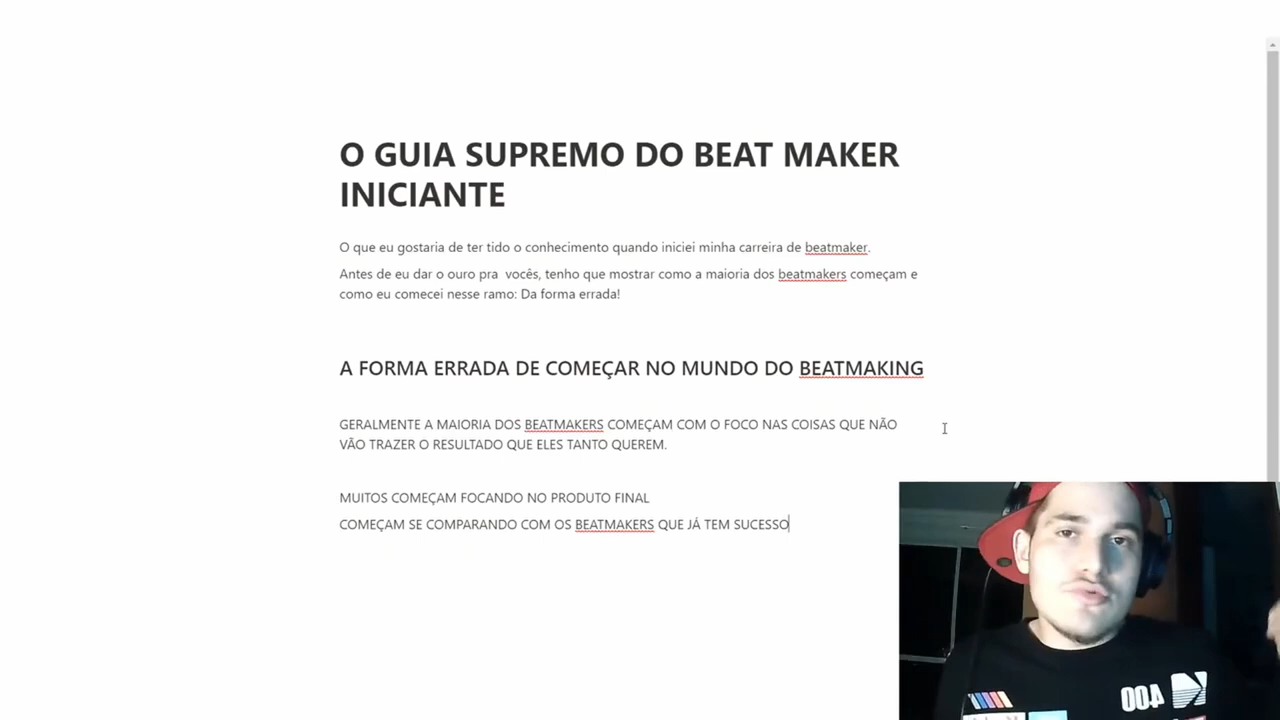 O GUIA SUPREMO DO BEAT MAKER
INICIANTE
O que eu gostaria de ter tido o conhecimento quando iniciei minha carreira de beatmaker.
Antes de eu dar o ouro pra  vocês, tenho que mostrar como a maioria dos beatmakers começam e
como eu comecei nesse ramo: Da forma errada!
A FORMA ERRADA DE COMEÇAR NO MUNDO DO BEATMAKING
GERALMENTE A MAIORIA DOS BEATMAKERS COMEÇAM COM O FOCO NAS COISAS QUE NÃO
VÃO TRAZER O RESULTADO QUE ELES TANTO QUEREM.
MUITOS COMEÇAM FOCANDO NO PRODUTO FINAL
COMEÇAM SE COMPARANDO COM OS BEATMAKERS QUE JÁ TEM SUCESSO
400